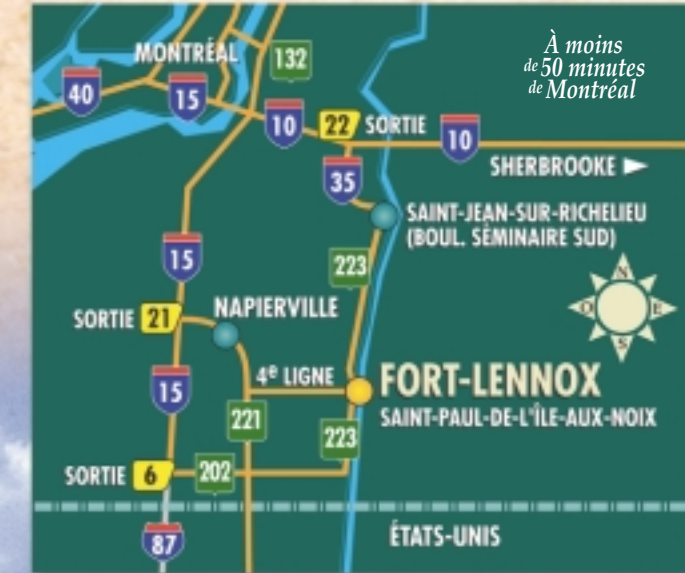 À moins
de 50 minutes
de Montréal
MONTRÉAL
132
40
15
10
22 SORTIE
10
SHERBROOKE
35
SAINT-JEAN-SUR-RICHELIEU
(BOUL. SÉMINAIRE SUD)
15
223
N
O E
S
SORTIE 21
NAPIERVILLE
15
4e LIGNE
FORT-LENNOX
SAINT-PAUL-DE-L'ÎLE-AUX-NOIX
221
223
SORTIE 6
202
87
ÉTATS-UNIS